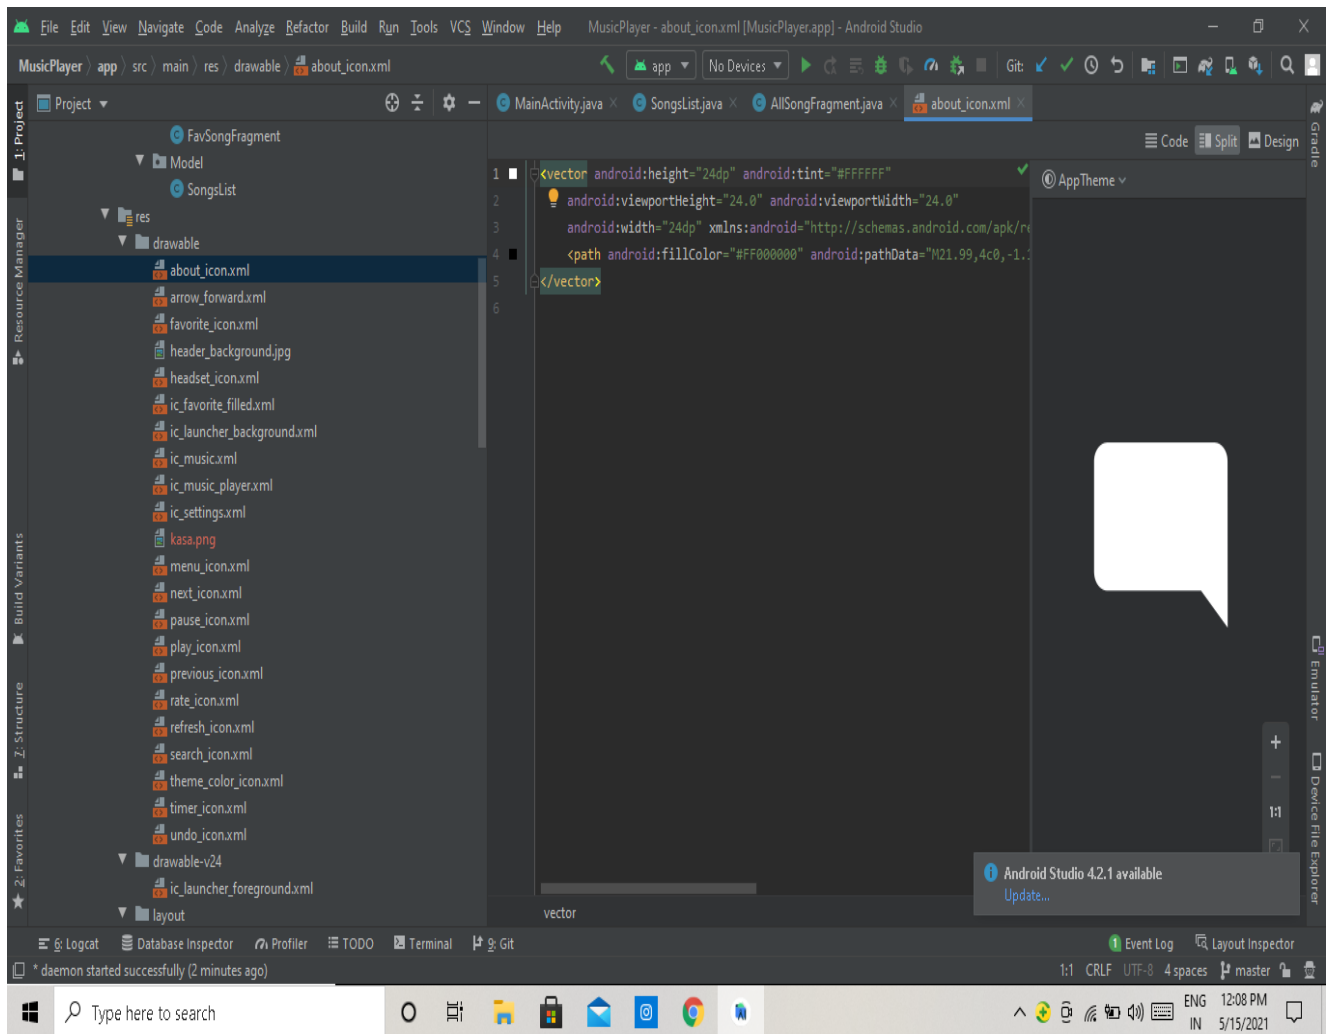 File Edit View Navigate Code Analyze Refactor Build Run Tools VCS Window Help MusicPlayer - about_icon.xml [MusicPlayer.app] - Android Studio
MusicPlayer app src main res drawable about_icon.xml app No Devices Git:
1: Project
Resource Manager
Build Variants
7: Structure
2: Favorites
Project
FavSongFragment
Model
SongsList
res
drawable
about_icon.xml
arrow_forward.xml
favorite_icon.xml
header_background.jpg
headset_icon.xml
ic_favorite_filled.xml
ic_launcher_background.xml
ic_music.xml
ic_music_player.xml
ic_settings.xml
kasa.png
menu_icon.xml
next_icon.xml
pause_icon.xml
play_icon.xml
previous_icon.xml
rate_icon.xml
refresh_icon.xml
search_icon.xml
theme_color_icon.xml
timer_icon.xml
undo_icon.xml
drawable-v24
ic_launcher_foreground.xml
layout
MainActivity.java SongsList.java AllSongFragment.java about_icon.xml
Code Split Design
1 <vector android:height="24dp" android:tint="#FFFFFF"
2 android:viewportHeight="24.0" android:viewportWidth="24.0"
3 android:width="24dp" xmlns:android="http://schemas.android.com/apk/re
4 <path android:fillColor="#FF000000" android:pathData="M21.99,4c0,-1.1
5 </vector>
6
vector
AppTheme
1:1
Android Studio 4.2.1 available
Update...
Gradle
Emulator
Device File Explorer
6: Logcat Database Inspector Profiler TODO Terminal 9: Git 1 Event Log Layout Inspector
* daemon started successfully (2 minutes ago) 1:1 CRLF UTF-8 4 spaces master
Type here to search ENG IN 12:08 PM 5/15/2021